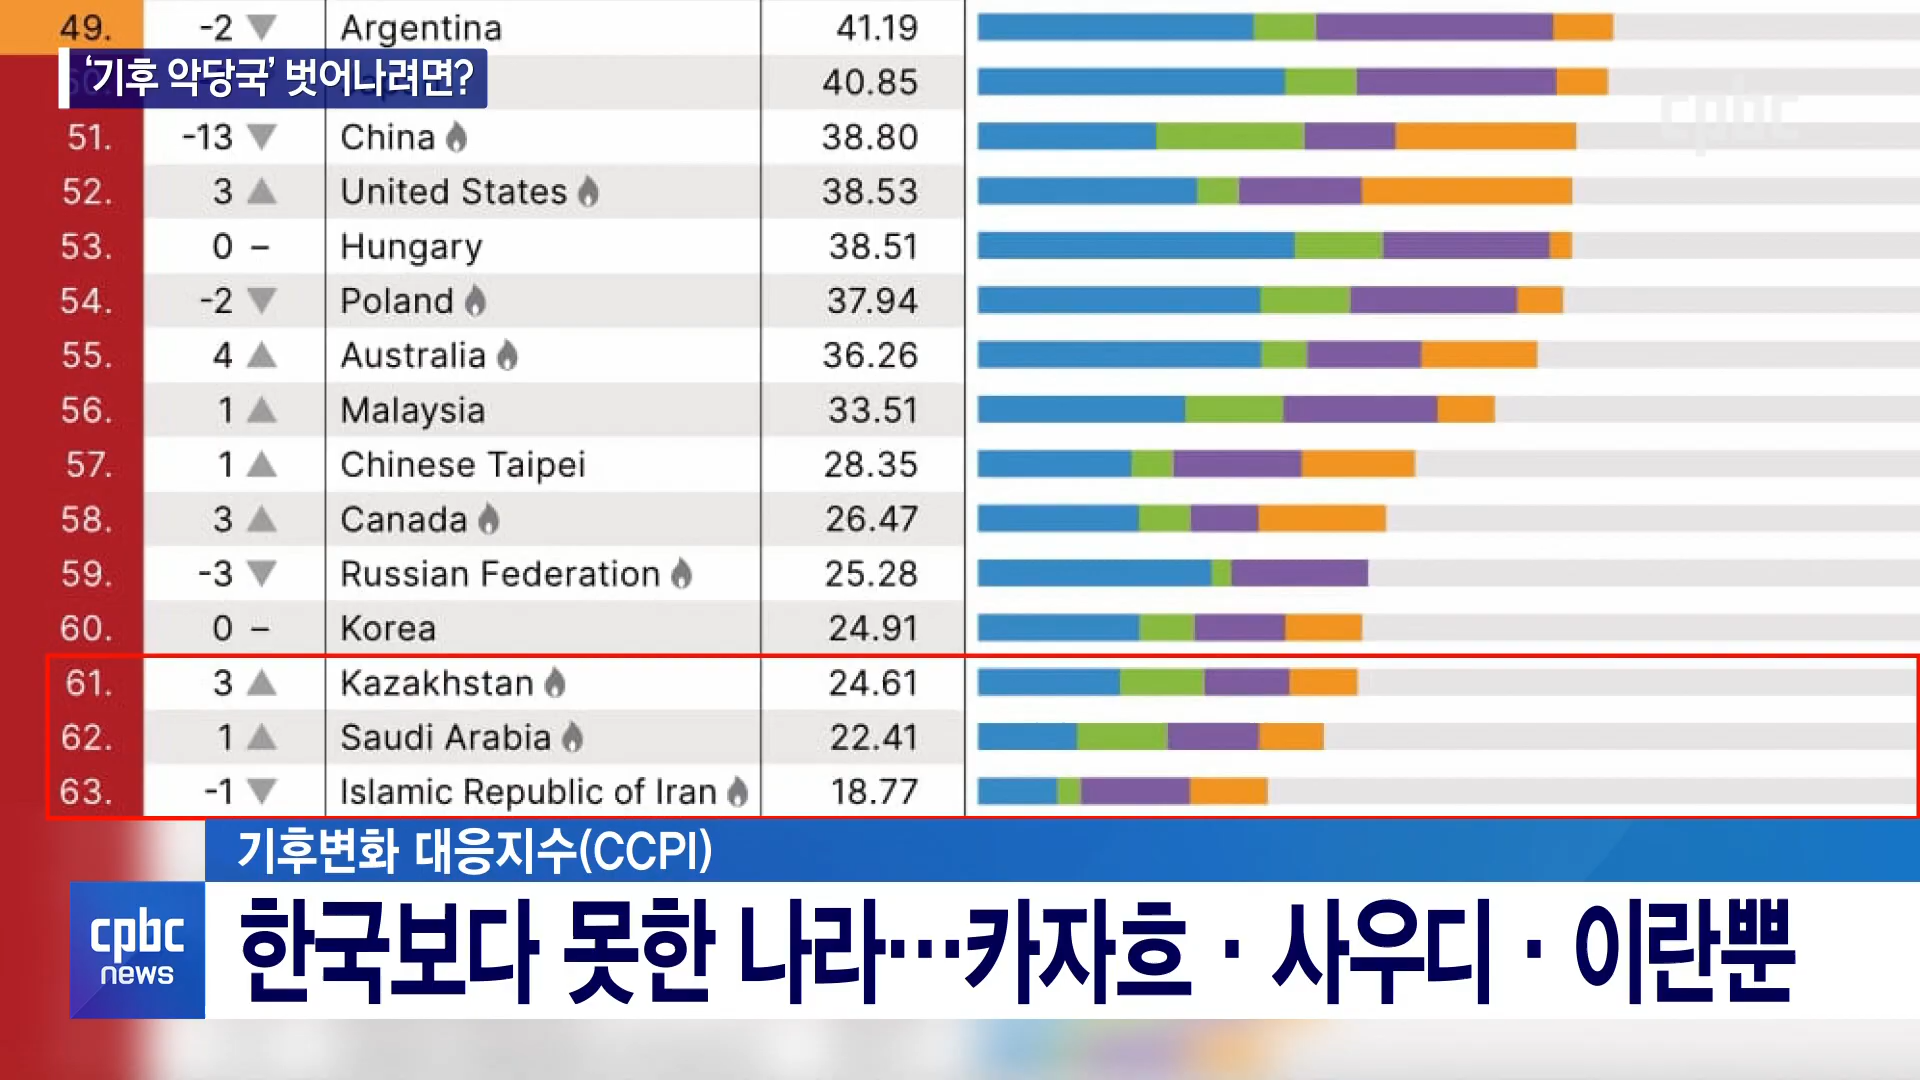 49. -2 ▼ Argentina 41.19
‘기후 악당국’ 벗어나려면?
40.85
cpbc
51. -13 ▼ China 38.80
52. 3 ▲ United States 38.53
53. 0 – Hungary 38.51
54. -2 ▼ Poland 37.94
55. 4 ▲ Australia 36.26
56. 1 ▲ Malaysia 33.51
57. 1 ▲ Chinese Taipei 28.35
58. 3 ▲ Canada 26.47
59. -3 ▼ Russian Federation 25.28
60. 0 – Korea 24.91
61. 3 ▲ Kazakhstan 24.61
62. 1 ▲ Saudi Arabia 22.41
63. -1 ▼ Islamic Republic of Iran 18.77
기후변화 대응지수(CCPI)
cpbc
news
한국보다 못한 나라…카자흐 · 사우디 · 이란뿐